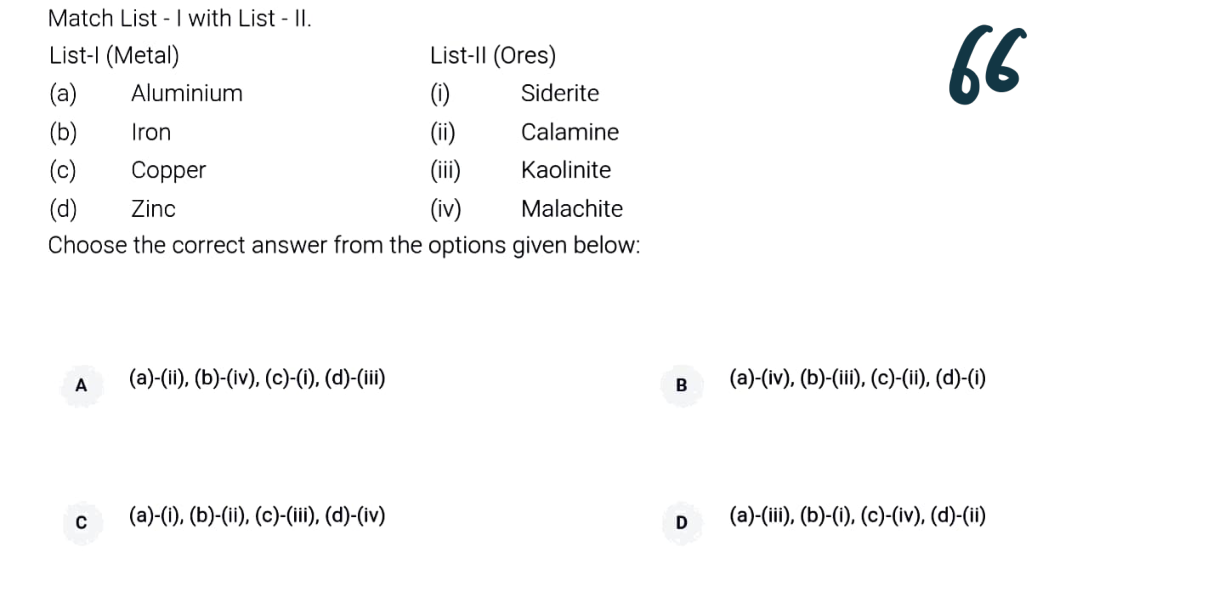 Match List - I with List - II.
List-I (Metal) List-II (Ores)
(a) Aluminium (i) Siderite
(b) Iron (ii) Calamine
(c) Copper (iii) Kaolinite
(d) Zinc (iv) Malachite
Choose the correct answer from the options given below:
66
A (a)-(ii), (b)-(iv), (c)-(i), (d)-(iii)
B (a)-(iv), (b)-(iii), (c)-(ii), (d)-(i)
C (a)-(i), (b)-(ii), (c)-(iii), (d)-(iv)
D (a)-(iii), (b)-(i), (c)-(iv), (d)-(ii)